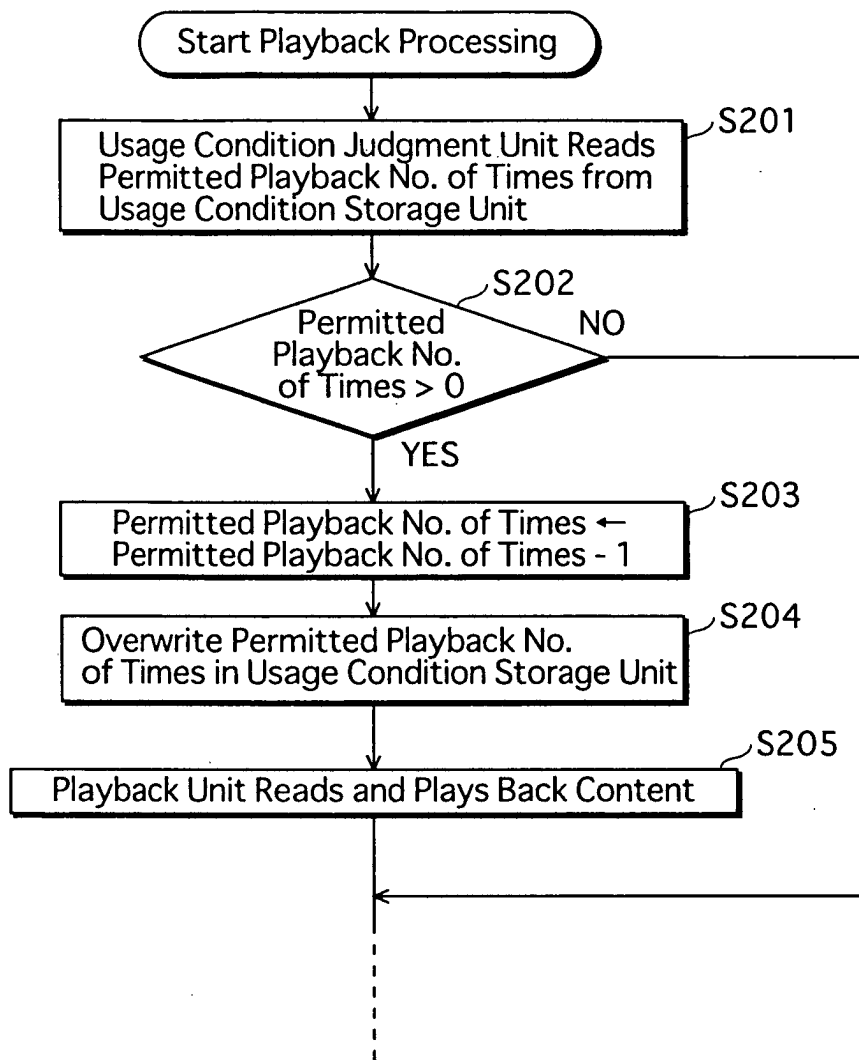 Start Playback Processing
S201
Usage Condition Judgment Unit Reads
Permitted Playback No. of Times from
Usage Condition Storage Unit
S202
Permitted
Playback No.
of Times > 0
NO
YES
S203
Permitted Playback No. of Times ←
Permitted Playback No. of Times - 1
S204
Overwrite Permitted Playback No.
of Times in Usage Condition Storage Unit
S205
Playback Unit Reads and Plays Back Content